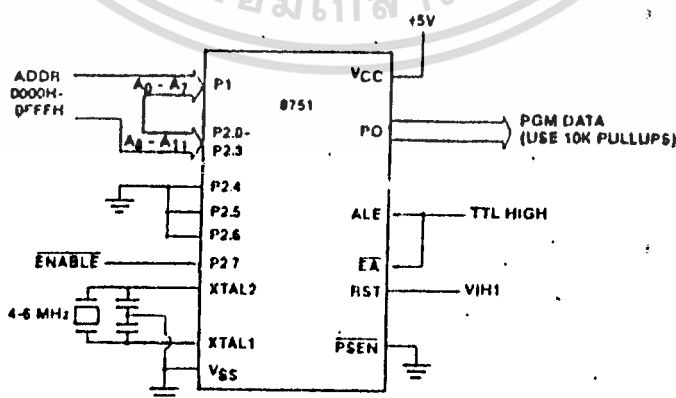 +5V
VCC
ADDR
0000H-
0FFFH
A0 - A7
P1
8751
P2.0-
P2.3
A8 - A11
PO
PGM DATA
(USE 10K PULLUPS)
P2.4
P2.5
P2.6
ALE
TTL HIGH
ENABLE
P2.7
EA
XTAL2
RST
VIH1
4-6 MHz
XTAL1
PSEN
VSS